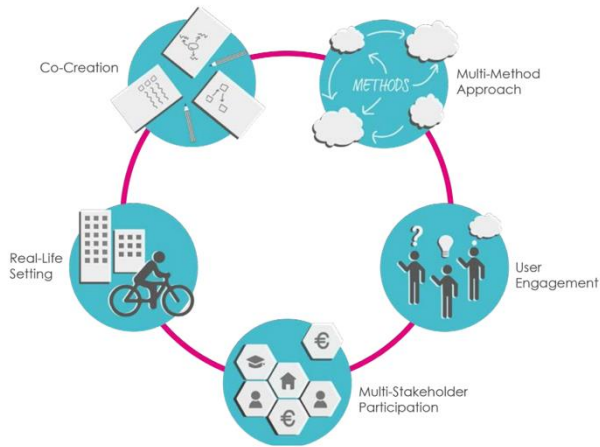 Co-Creation
METHODS
Multi-Method
Approach
Real-Life
Setting
?
User
Engagement
€
€
Multi-Stakeholder
Participation